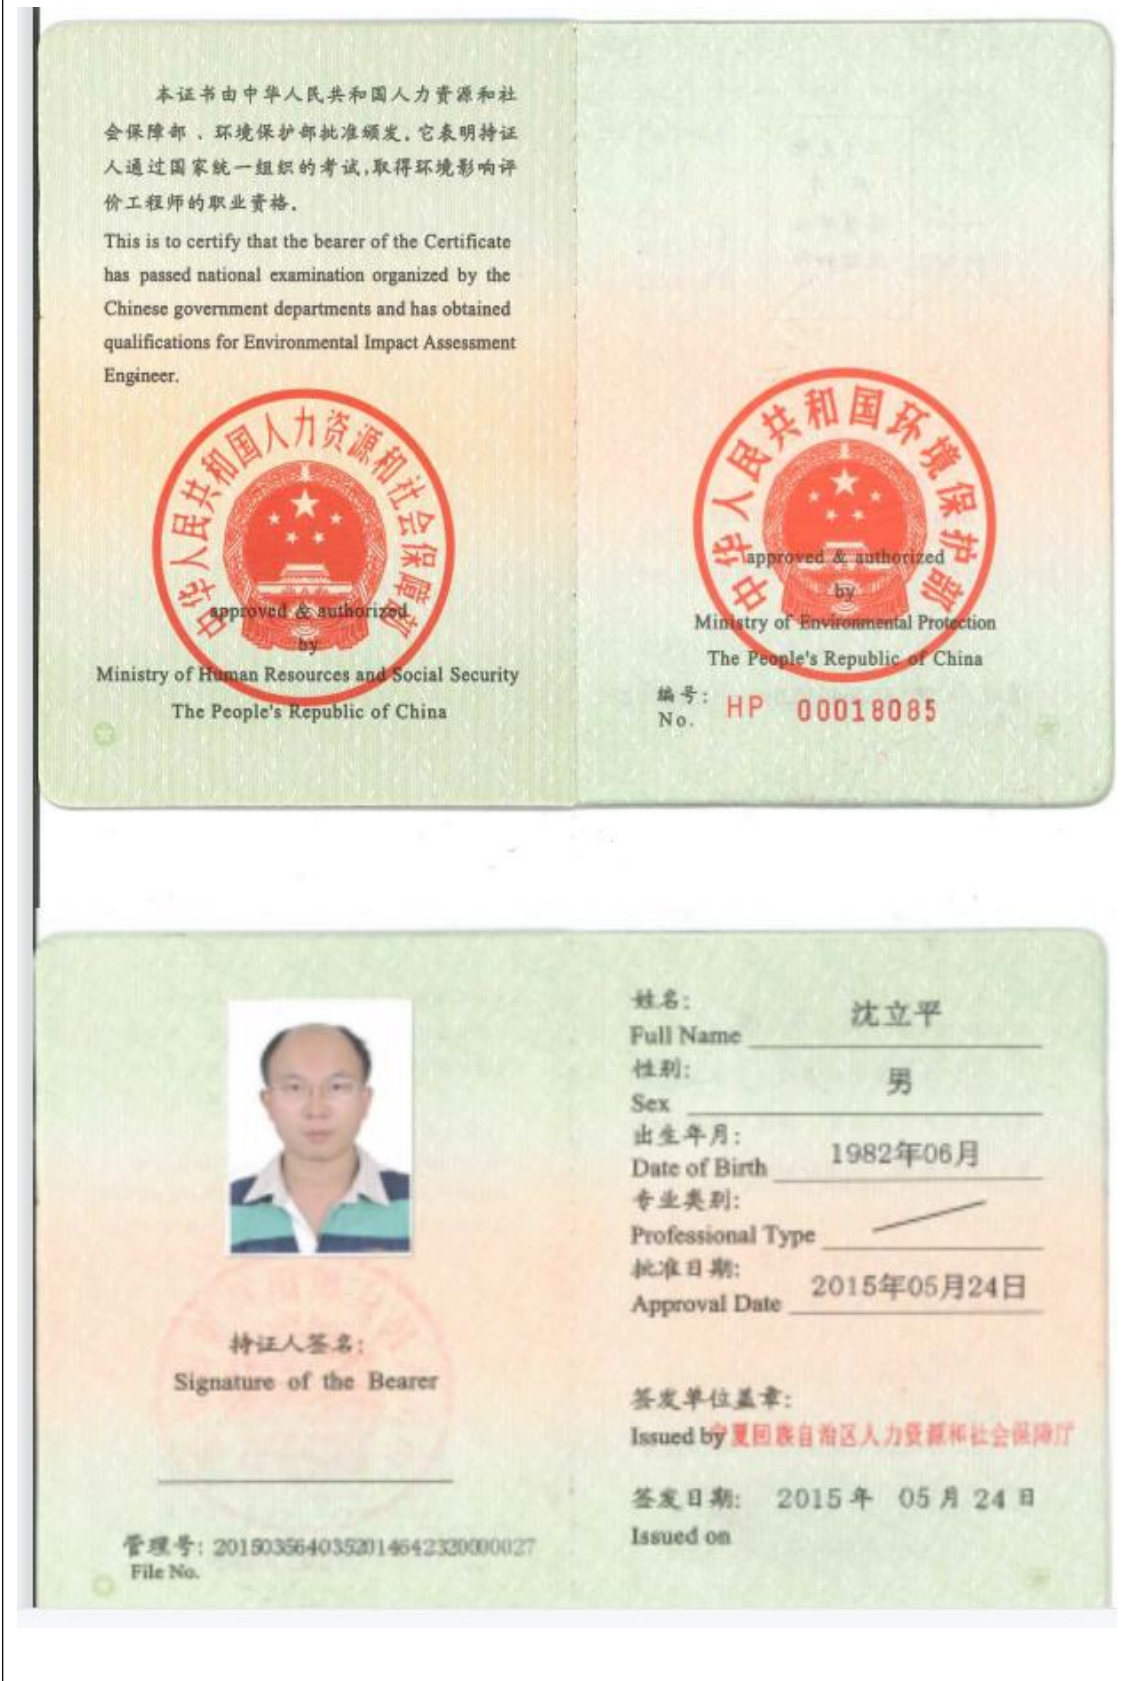 本证书由中华人民共和国人力资源和社
会保障部、环境保护部批准颁发。它表明持证
人通过国家统一组织的考试,取得环境影响评
价工程师的职业资格。
This is to certify that the bearer of the Certificate
has passed national examination organized by the
Chinese government departments and has obtained
qualifications for Environmental Impact Assessment
Engineer.
中华人民共和国人力资源和社会保障部
approved & authorized
by
Ministry of Human Resources and Social Security
The People's Republic of China
中华人民共和国环境保护部
approved & authorized
by
Ministry of Environmental Protection
The People's Republic of China
编号:
No. HP 00018085
持证人签名:
Signature of the Bearer
管理号: 2015035640352014642320000027
File No.
姓名:
Full Name 沈立平
性别:
Sex 男
出生年月:
Date of Birth 1982年06月
专业类别:
Professional Type
批准日期:
Approval Date 2015年05月24日
签发单位盖章:
Issued by 宁夏回族自治区人力资源和社会保障厅
签发日期: 2015年 05月24日
Issued on